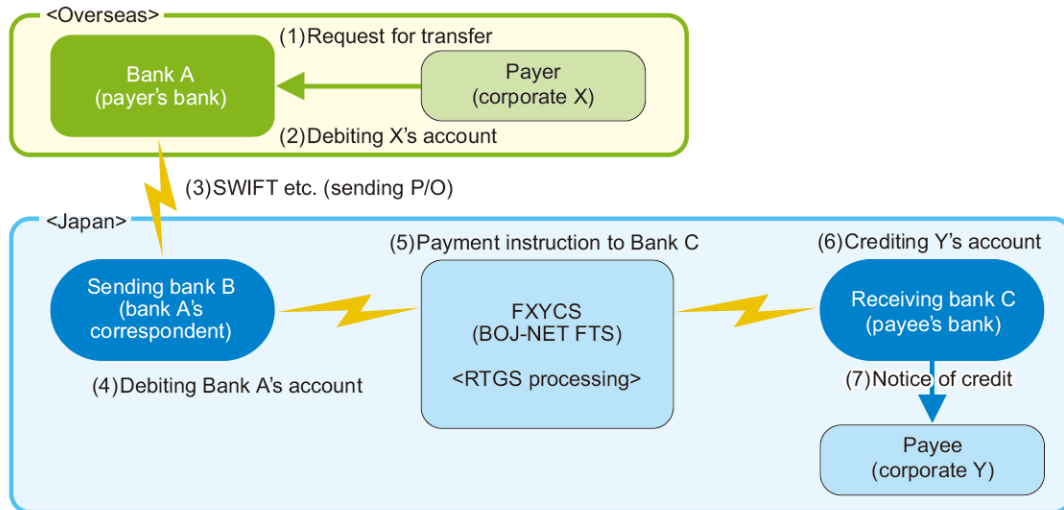 <Overseas>
(1)Request for transfer
Bank A
(payer's bank)
Payer
(corporate X)
(2)Debiting X's account
(3)SWIFT etc. (sending P/O)
<Japan>
(5)Payment instruction to Bank C
(6)Crediting Y's account
Sending bank B
(bank A's
correspondent)
FXYCS
(BOJ-NET FTS)
<RTGS processing>
Receiving bank C
(payee's bank)
(4)Debiting Bank A's account
(7)Notice of credit
Payee
(corporate Y)